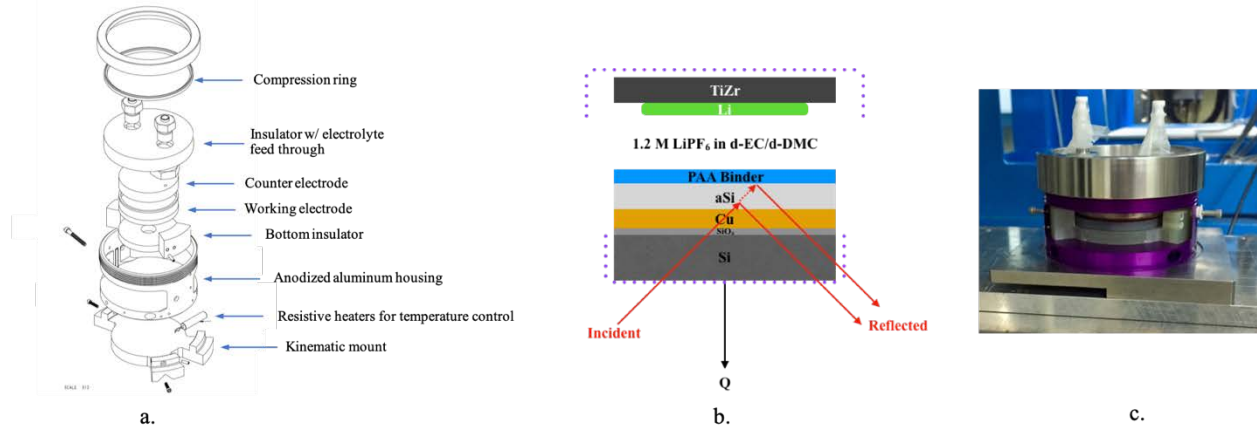 Compression ring
Insulator w/ electrolyte
feed through
Counter electrode
Working electrode
Bottom insulator
Anodized aluminum housing
Resistive heaters for temperature control
Kinematic mount
a.
TiZr
Li
1.2 M LiPF₆ in d-EC/d-DMC
PAA Binder
aSi
Cu
Si
Incident
Reflected
Q
b.
c.